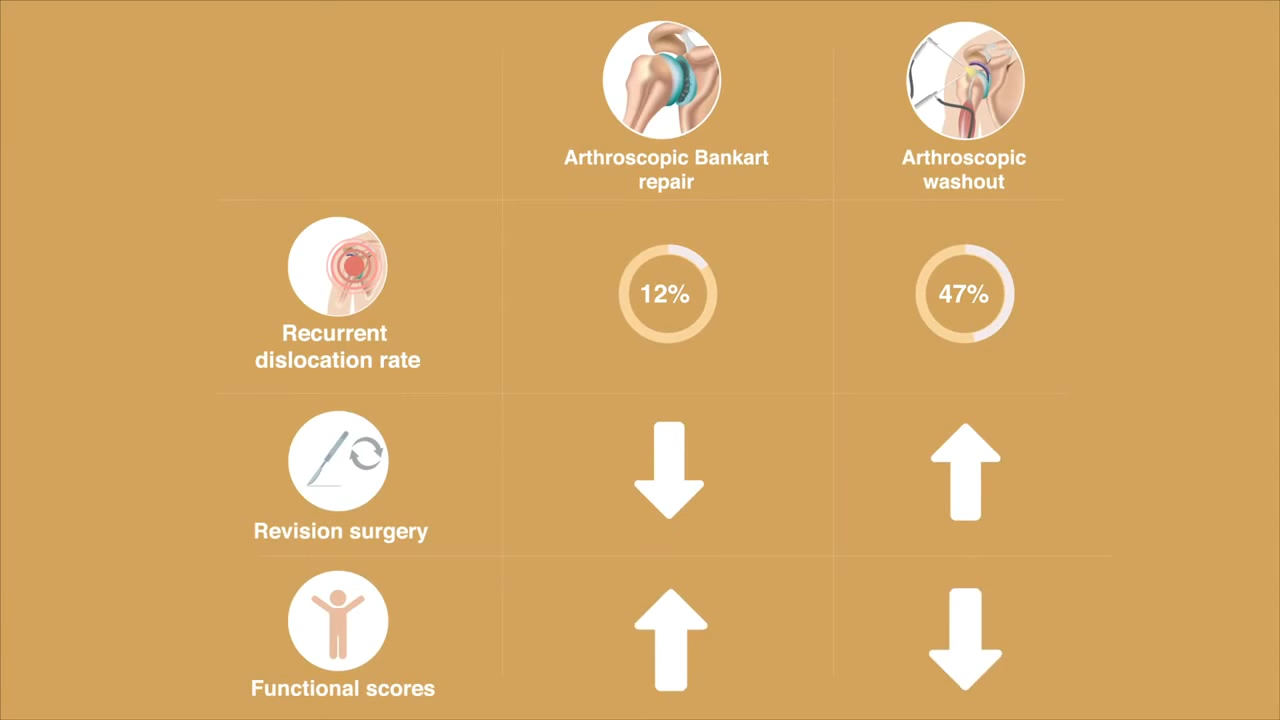 Arthroscopic Bankart
repair
Arthroscopic
washout
Recurrent
dislocation rate
12%
47%
Revision surgery
Functional scores